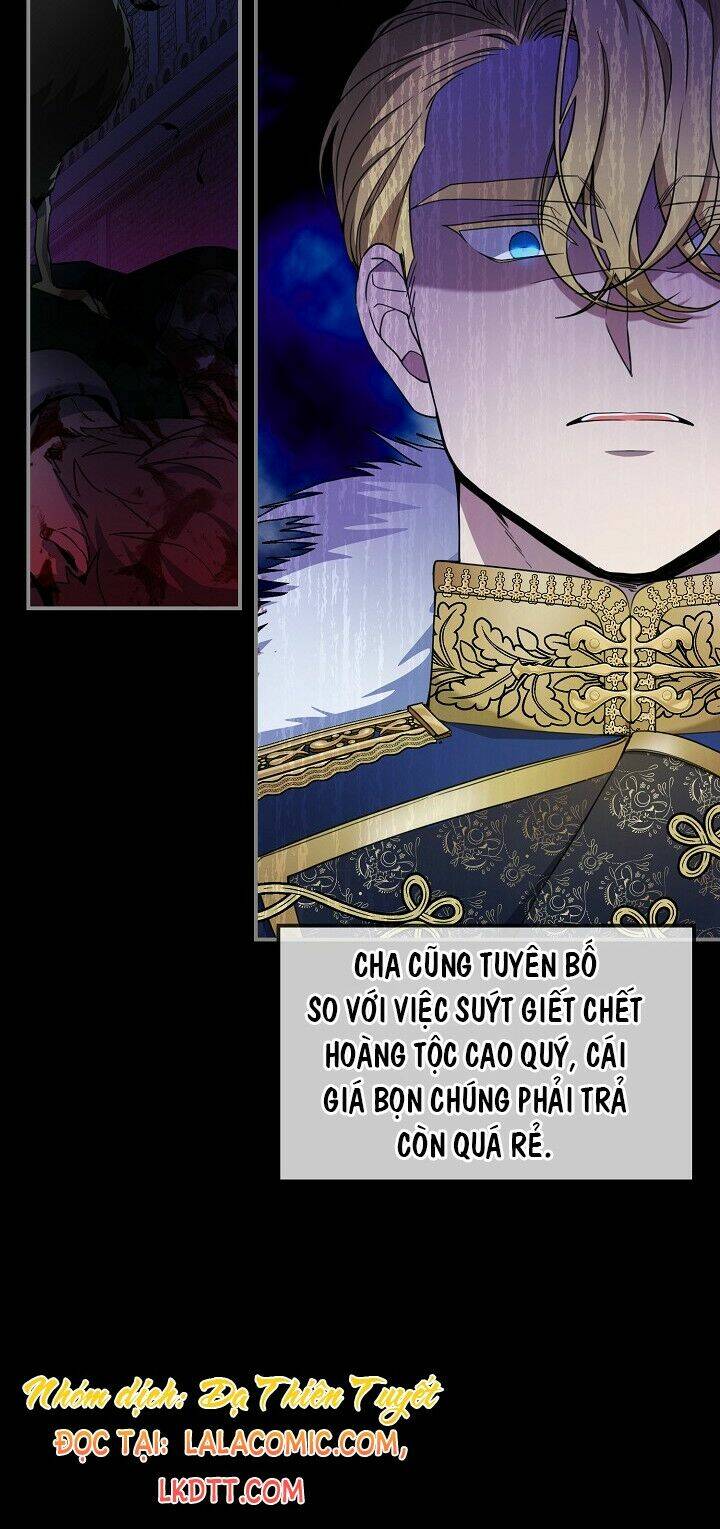 CHA CŨNG TUYÊN BỐ
SO VỚI VIỆC SUÝT GIẾT CHẾT
HOÀNG TỘC CAO QUÝ, CÁI
GIÁ BỌN CHÚNG PHẢI TRẢ
CÒN QUÁ RẺ.
Nhóm dịch: Dạ Thiên Tuyết
ĐỌC TẠI: LALACOMIC.COM,
LKDTT.COM